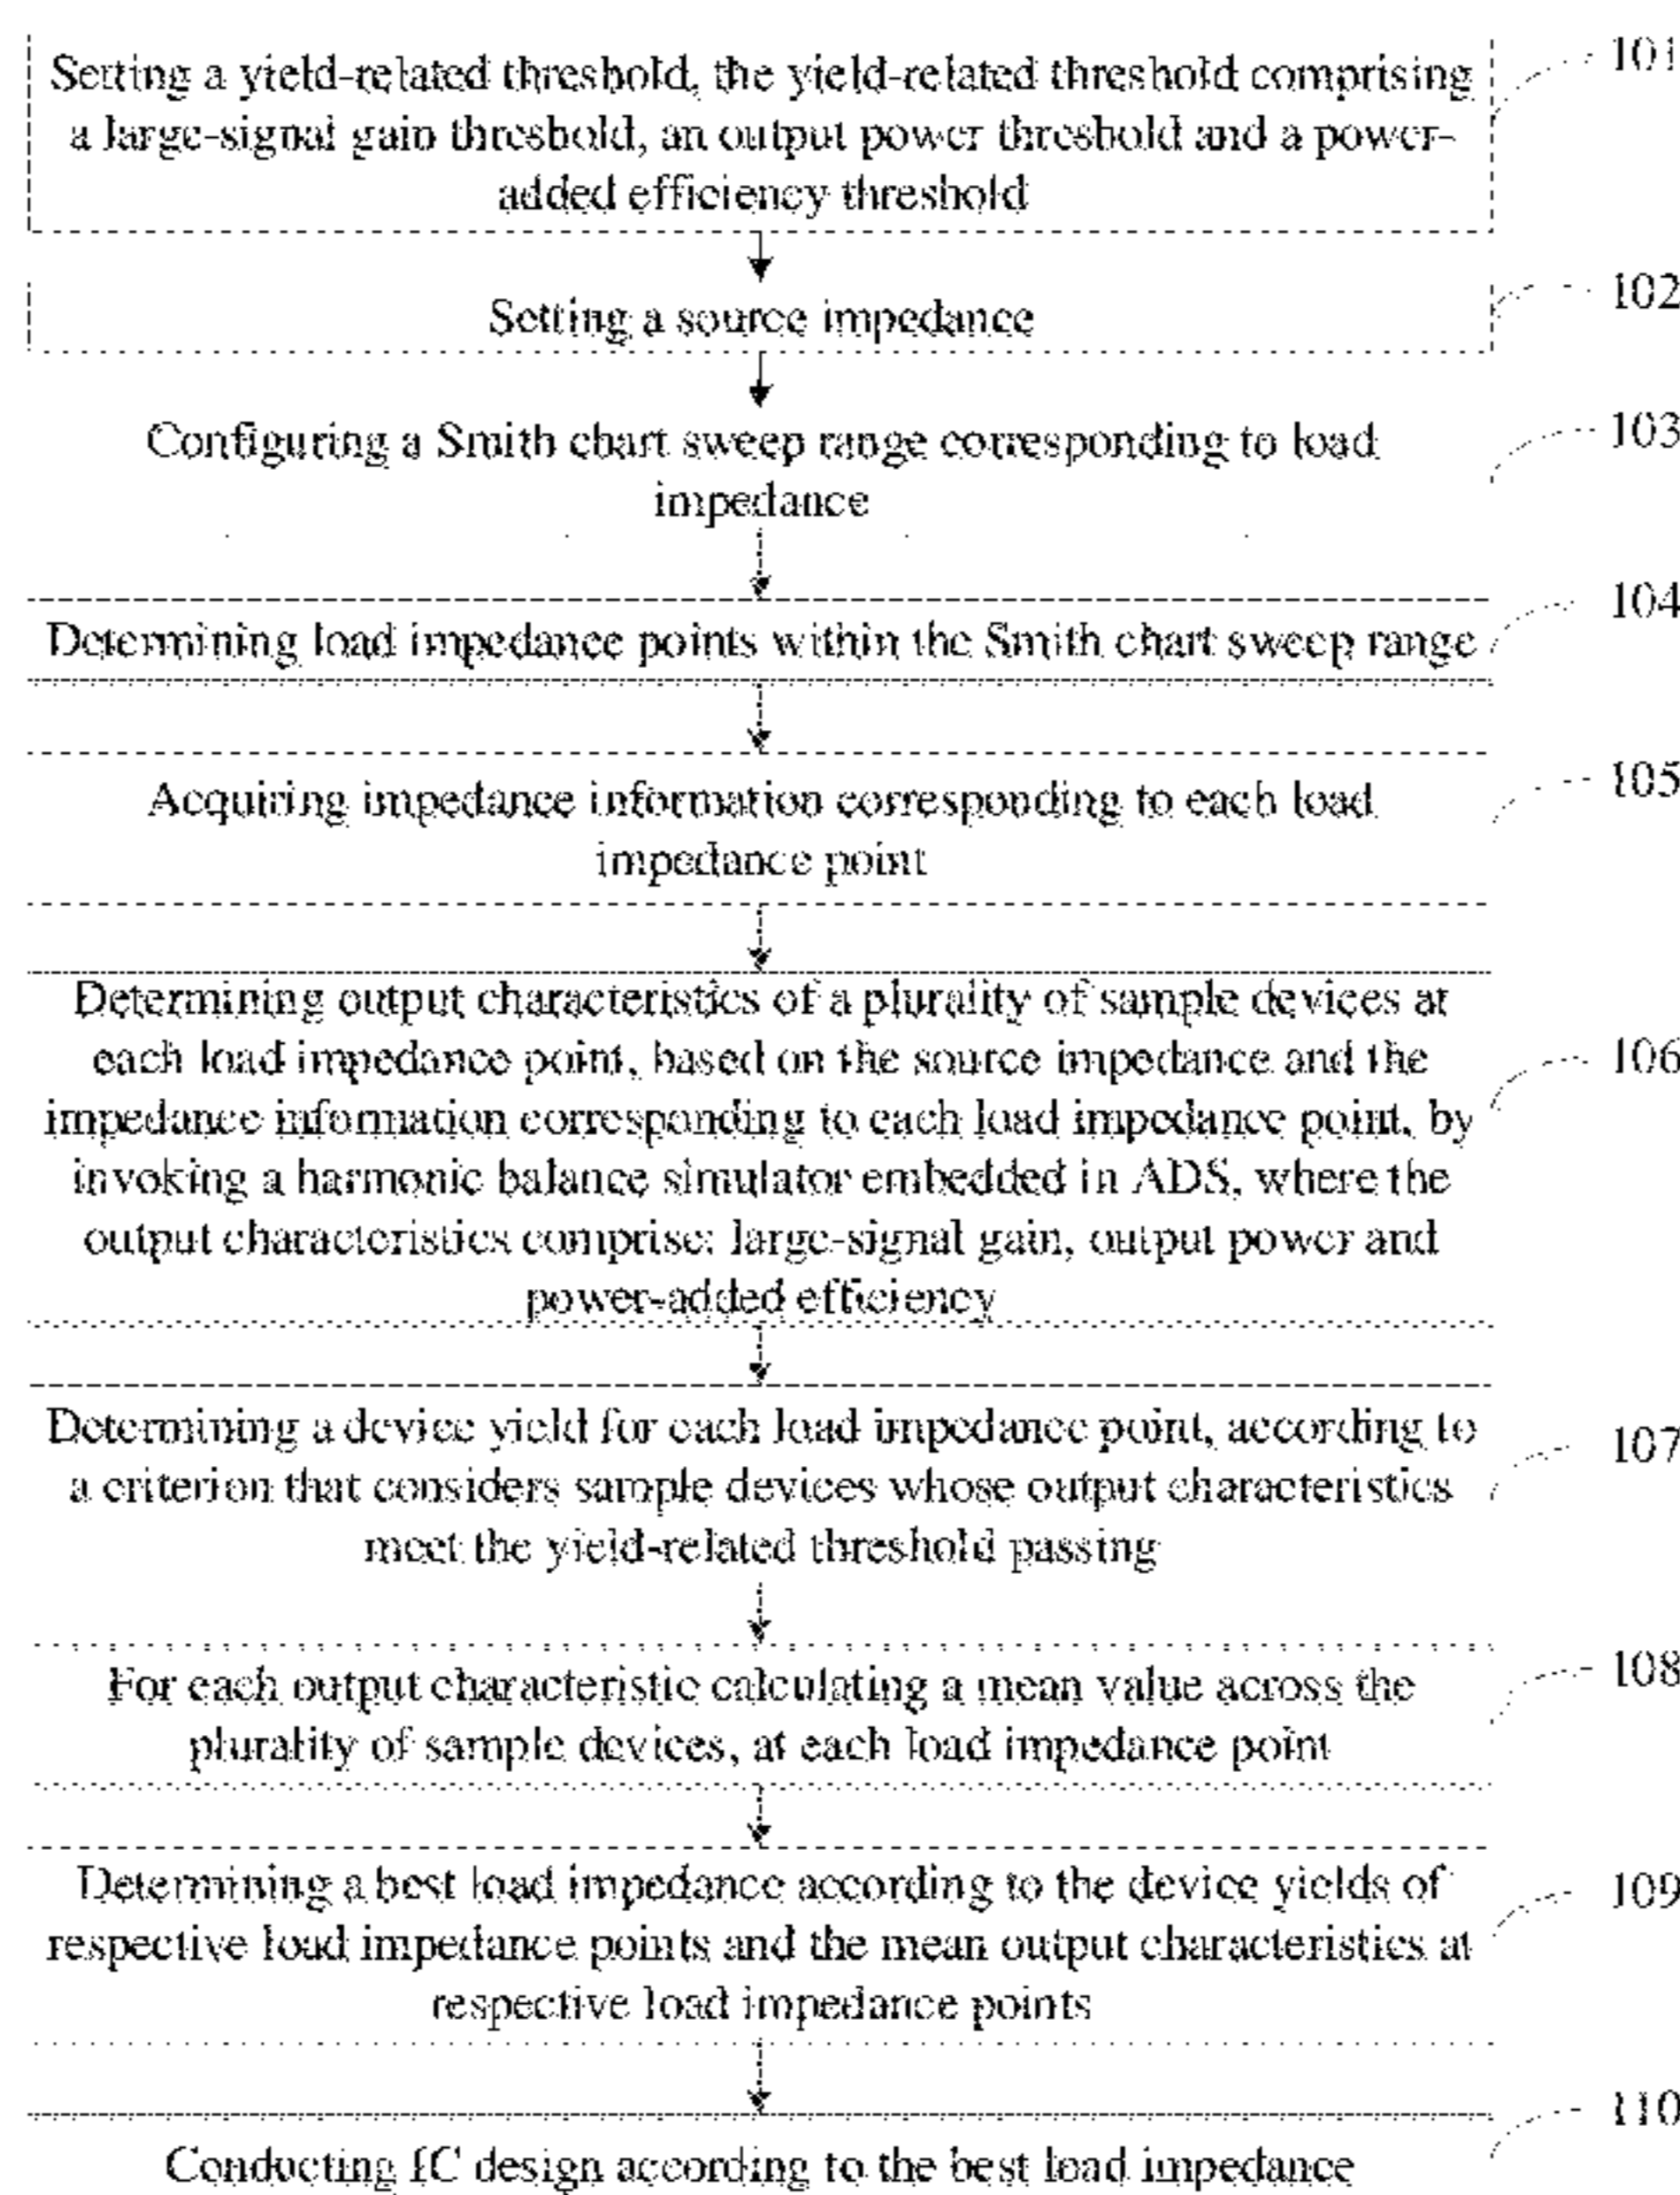 Setting a yield-related threshold, the yield-related threshold comprising
a large-signal gain threshold, an output power threshold and a power-
added efficiency threshold
101
Setting a source impedance
102
Configuring a Smith chart sweep range corresponding to load
impedance
103
Determining load impedance points within the Smith chart sweep range
104
Acquiring impedance information corresponding to each load
impedance point
105
Determining output characteristics of a plurality of sample devices at
each load impedance point, based on the source impedance and the
impedance information corresponding to each load impedance point, by
invoking a harmonic balance simulator embedded in ADS, where the
output characteristics comprise: large-signal gain, output power and
power-added efficiency
106
Determining a device yield for each load impedance point, according to
a criterion that considers sample devices whose output characteristics
meet the yield-related threshold passing
107
For each output characteristic calculating a mean value across the
plurality of sample devices, at each load impedance point
108
Determining a best load impedance according to the device yields of
respective load impedance points and the mean output characteristics at
respective load impedance points
109
Conducting IC design according to the best load impedance
110